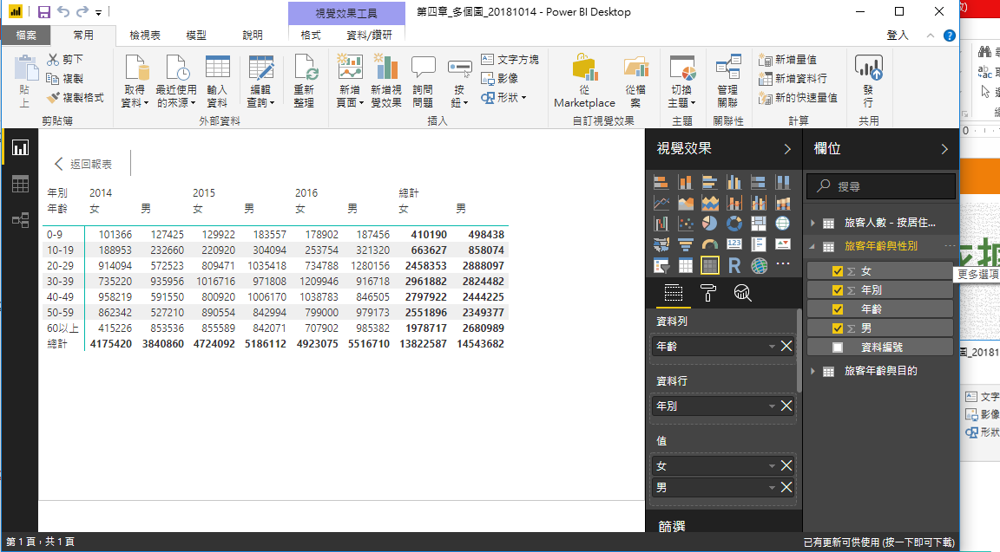 視覺效果工具
第四章_多個圖_20181014 - Power BI Desktop
檔案 常用 檢視表 模型 說明 格式 資料/鑽研 登入
貼上 剪下 複製 複製格式 剪貼簿
取得資料 最近使用的來源 輸入資料 編輯查詢 重新整理 外部資料
新增頁面 新增視覺效果 詢問問題 按鈕 文字方塊 影像 形狀 插入
從 Marketplace 從檔案 自訂視覺效果
切換主題 主題
管理關聯 關聯性
新增量值 新增資料行 新的快速量值 計算
發行 共用
返回報表
年別 2014 2015 2016 總計
年齡 女 男 女 男 女 男 女 男
0-9 101366 127425 129922 183557 178902 187456 410190 498438
10-19 188953 232660 220920 304094 253754 321320 663627 858074
20-29 914094 572523 809471 1035418 734788 1280156 2458353 2888097
30-39 735220 935956 1016716 971808 1209946 916718 2961882 2824482
40-49 958219 591550 800920 1006170 1038783 846505 2797922 2444225
50-59 862342 527210 890554 842994 799000 979173 2551896 2349377
60以上 415226 853536 855589 842071 707902 985382 1978717 2680989
總計 4175420 3840860 4724092 5186112 4923075 5516710 13822587 14543682
視覺效果
123
R
資料列
年齡
資料行
年別
值
女
男
篩選
欄位
搜尋
旅客人數 - 按居住...
旅客年齡與性別
女
年別
年齡
男
資料編號
旅客年齡與目的
更多選項
圖_20181
文字
影像
形狀
第 1 頁，共 1 頁
已有更新可供使用 (按一下即可下載)